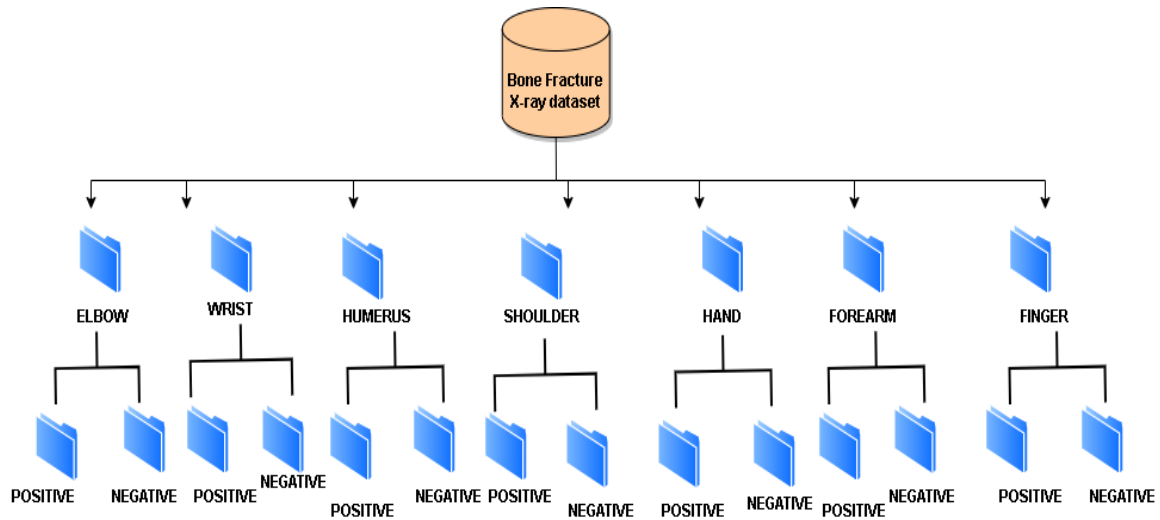 Bone Fracture
X-ray dataset
ELBOW
WRIST
HUMERUS
SHOULDER
HAND
FOREARM
FINGER
POSITIVE
NEGATIVE
POSITIVE
NEGATIVE
POSITIVE
NEGATIVE
POSITIVE
NEGATIVE
POSITIVE
NEGATIVE
POSITIVE
NEGATIVE
POSITIVE
NEGATIVE